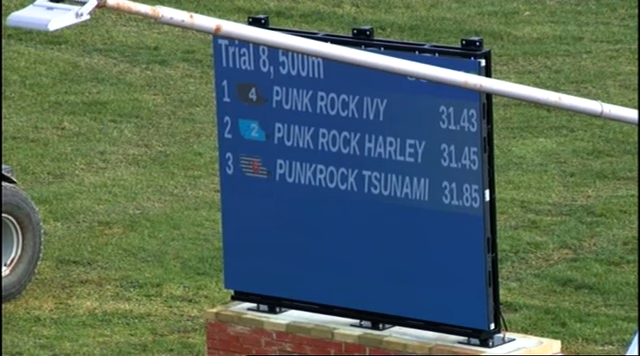 Trial 8, 500m
1 4 PUNK ROCK IVY 31.43
2 2 PUNK ROCK HARLEY 31.45
3 PUNKROCK TSUNAMI 31.85